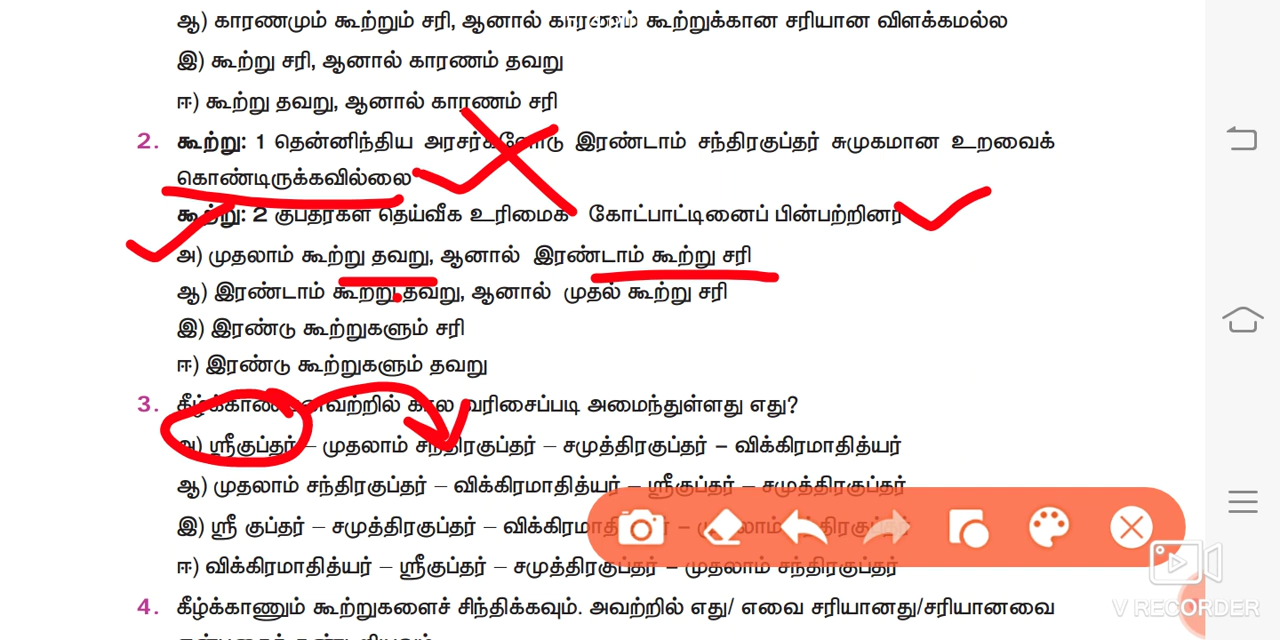 ஆ) காரணமும் கூற்றும் சரி, ஆனால் காரணம் கூற்றுக்கான சரியான விளக்கமல்ல
இ) கூற்று சரி, ஆனால் காரணம் தவறு
ஈ) கூற்று தவறு, ஆனால் காரணம் சரி
2. கூற்று: 1 தென்னிந்திய அரசர்களோடு இரண்டாம் சந்திரகுப்தர் சுமுகமான உறவைக்
கொண்டிருக்கவில்லை
கூற்று: 2 குப்தர்கள் தெய்வீக உரிமைக் கோட்பாட்டினைப் பின்பற்றினர்
அ) முதலாம் கூற்று தவறு, ஆனால் இரண்டாம் கூற்று சரி
ஆ) இரண்டாம் கூற்று தவறு, ஆனால் முதல் கூற்று சரி
இ) இரண்டு கூற்றுகளும் சரி
ஈ) இரண்டு கூற்றுகளும் தவறு
3. கீழ்க்காண்பனவற்றில் கால வரிசைப்படி அமைந்துள்ளது எது?
அ) ஸ்ரீகுப்தர் – முதலாம் சந்திரகுப்தர் – சமுத்திரகுப்தர் – விக்கிரமாதித்யர்
ஆ) முதலாம் சந்திரகுப்தர் – விக்கிரமாதித்யர் – ஸ்ரீகுப்தர் – சமுத்திரகுப்தர்
இ) ஸ்ரீ குப்தர் – சமுத்திரகுப்தர் – விக்கிரமாதித்யர் – முதலாம் சந்திரகுப்தர்
ஈ) விக்கிரமாதித்யர் – ஸ்ரீகுப்தர் – சமுத்திரகுப்தர் – முதலாம் சந்திரகுப்தர்
4. கீழ்க்காணும் கூற்றுகளைச் சிந்திக்கவும். அவற்றில் எது/ எவை சரியானது/சரியானவை
V RECORDER